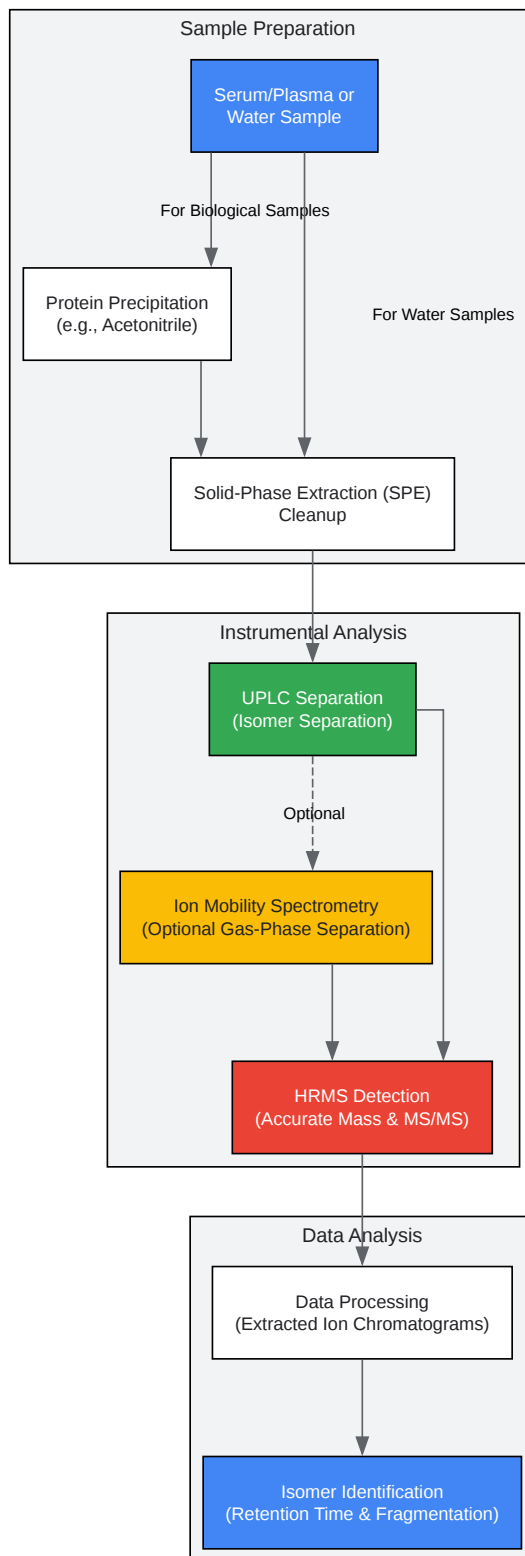 Sample Preparation
Serum/Plasma or
Water Sample
For Biological Samples
Protein Precipitation
(e.g., Acetonitrile)
For Water Samples
Solid-Phase Extraction (SPE)
Cleanup
Instrumental Analysis
UPLC Separation
(Isomer Separation)
Optional
Ion Mobility Spectrometry
(Optional Gas-Phase Separation)
HRMS Detection
(Accurate Mass & MS/MS)
Data Analysis
Data Processing
(Extracted Ion Chromatograms)
Isomer Identification
(Retention Time & Fragmentation)